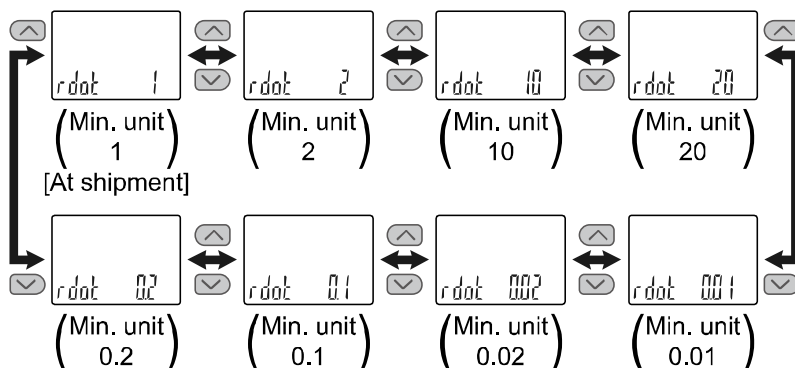 rdot 1
rdot 2
rdot 10
rdot 20
(Min. unit 1)
(Min. unit 2)
(Min. unit 10)
(Min. unit 20)
[At shipment]
rdot 0.2
rdot 0.1
rdot 0.02
rdot 0.01
(Min. unit 0.2)
(Min. unit 0.1)
(Min. unit 0.02)
(Min. unit 0.01)